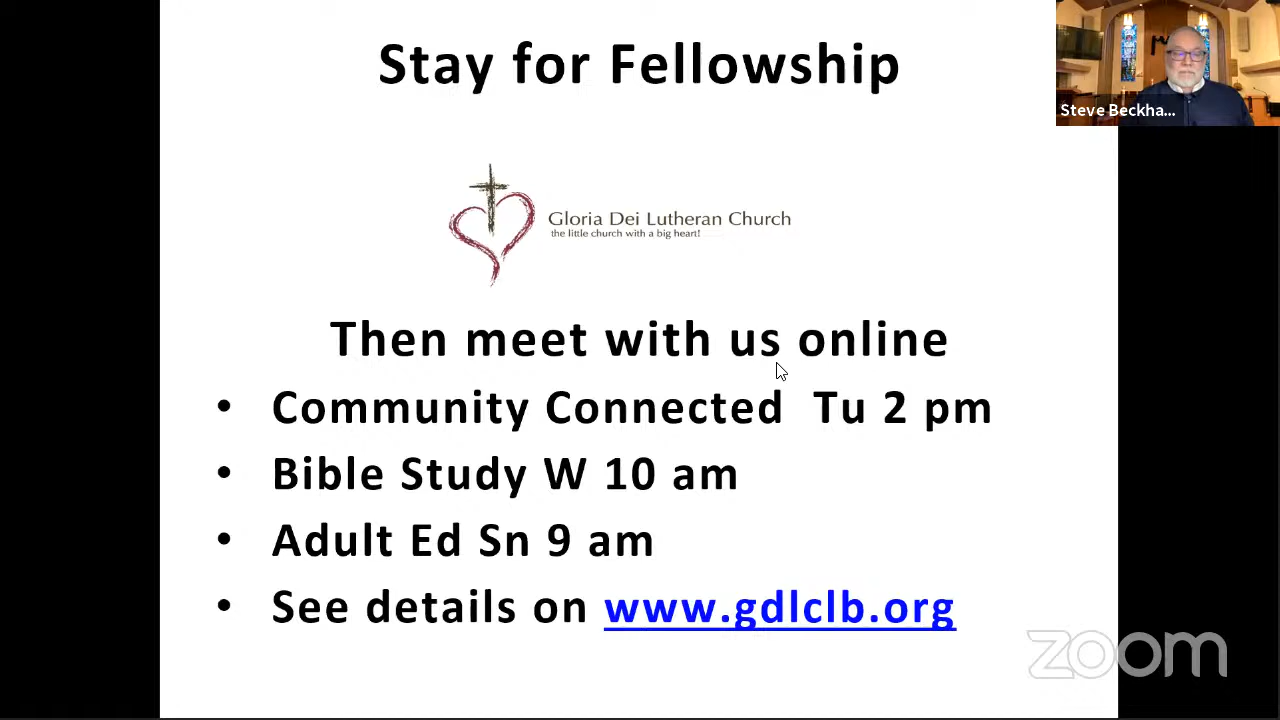 Stay for Fellowship
Steve Beckha...
Gloria Dei Lutheran Church
the little church with a big heart!
Then meet with us online
• Community Connected  Tu 2 pm
• Bible Study W 10 am
• Adult Ed Sn 9 am
• See details on www.gdlclb.org
zoom